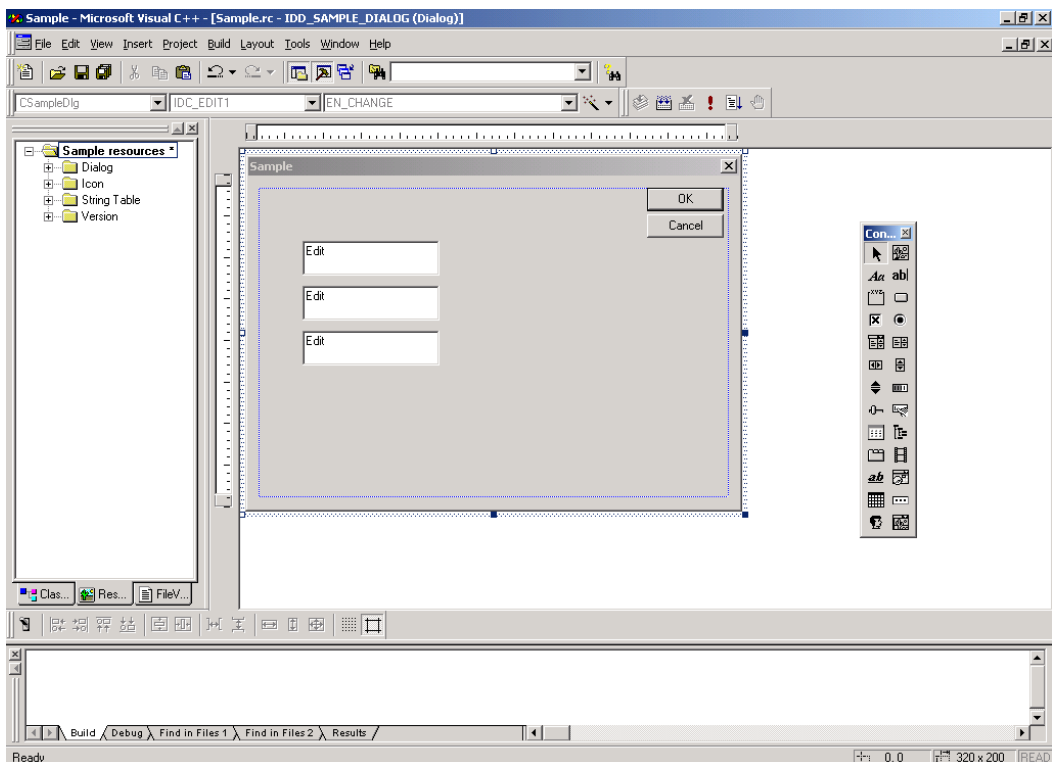 Sample - Microsoft Visual C++ - [Sample.rc - IDD_SAMPLE_DIALOG (Dialog)]
File Edit View Insert Project Build Layout Tools Window Help
CSampleDlg IDC_EDIT1 EN_CHANGE
Sample resources *
Dialog
Icon
String Table
Version
Sample
OK
Cancel
Edit
Edit
Edit
Con...
Aa ab|
xyz
ab
Clas... Res... FileV...
Build Debug Find in Files 1 Find in Files 2 Results
Ready 0, 0 320 x 200 READ